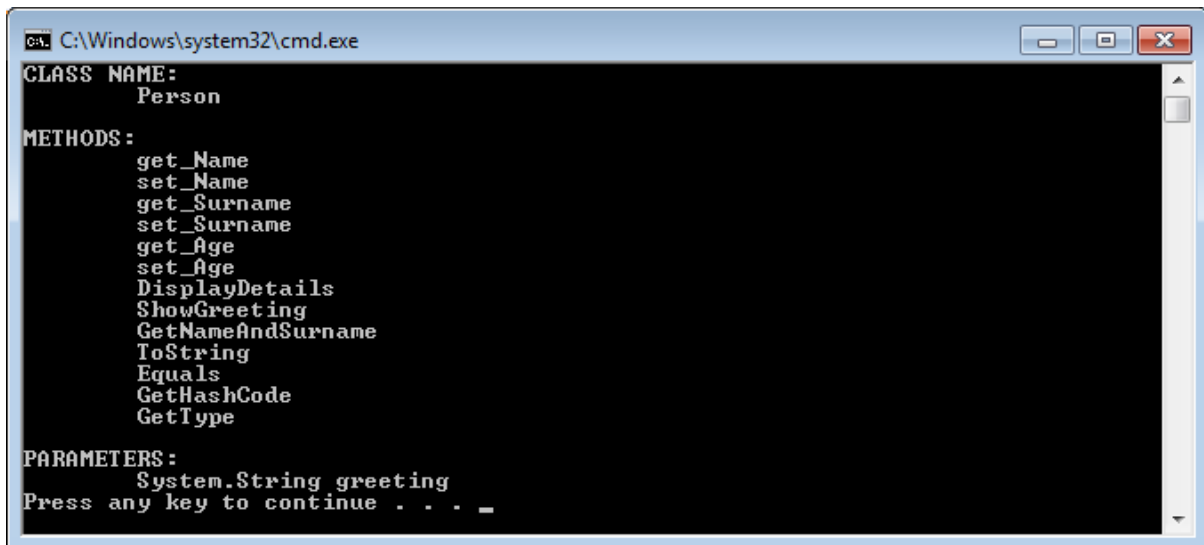 C:\Windows\system32\cmd.exe
CLASS NAME:
Person
METHODS:
get_Name
set_Name
get_Surname
set_Surname
get_Age
set_Age
DisplayDetails
ShowGreeting
GetNameAndSurname
ToString
Equals
GetHashCode
GetType
PARAMETERS:
System.String greeting
Press any key to continue . . . _